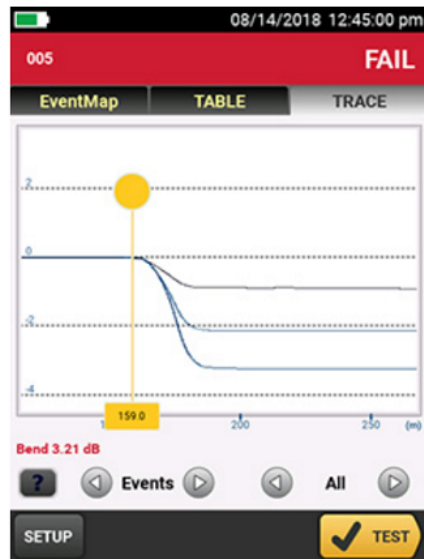 08/14/2018 12:45:00 pm
005 FAIL
EventMap TABLE TRACE
2
0
-2
-4
159.0
200 250 (m)
Bend 3.21 dB
? Events All
SETUP TEST